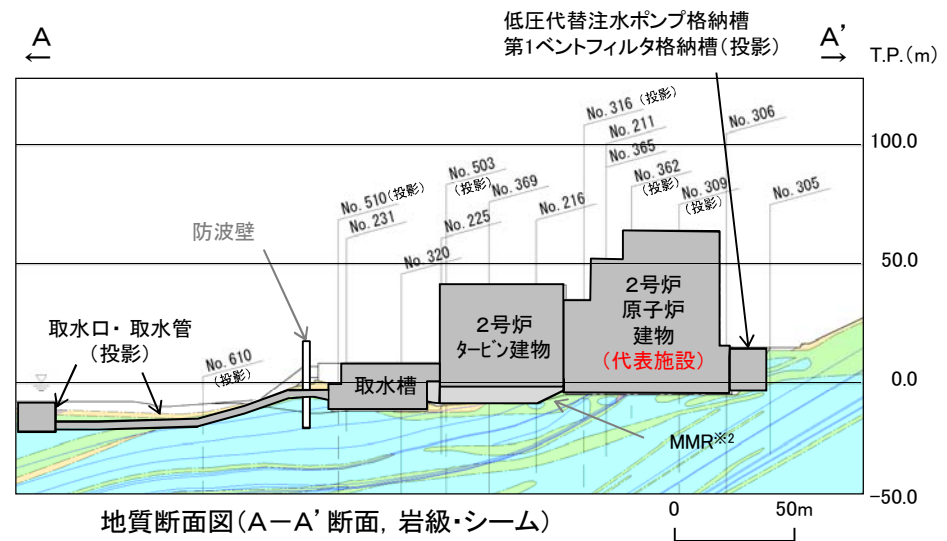 低圧代替注水ポンプ格納槽
第1ベントフィルタ格納槽(投影)
A
A’
T.P.(m)
No. 316(投影)
No. 211
No. 306
No. 365
100.0
No. 503
(投影)
No. 362
(投影)
No. 510(投影)
No. 369
No. 309
(投影)
No. 305
No. 231
No. 225
No. 216
防波壁
No. 320
50.0
2号炉
原子炉
建物
(代表施設)
2号炉
タービン建物
取水口・取水管
(投影)
No. 610
(投影)
取水槽
0.0
MMR※2
-50.0
地質断面図(A-A’断面, 岩級・シーム)
0
50m